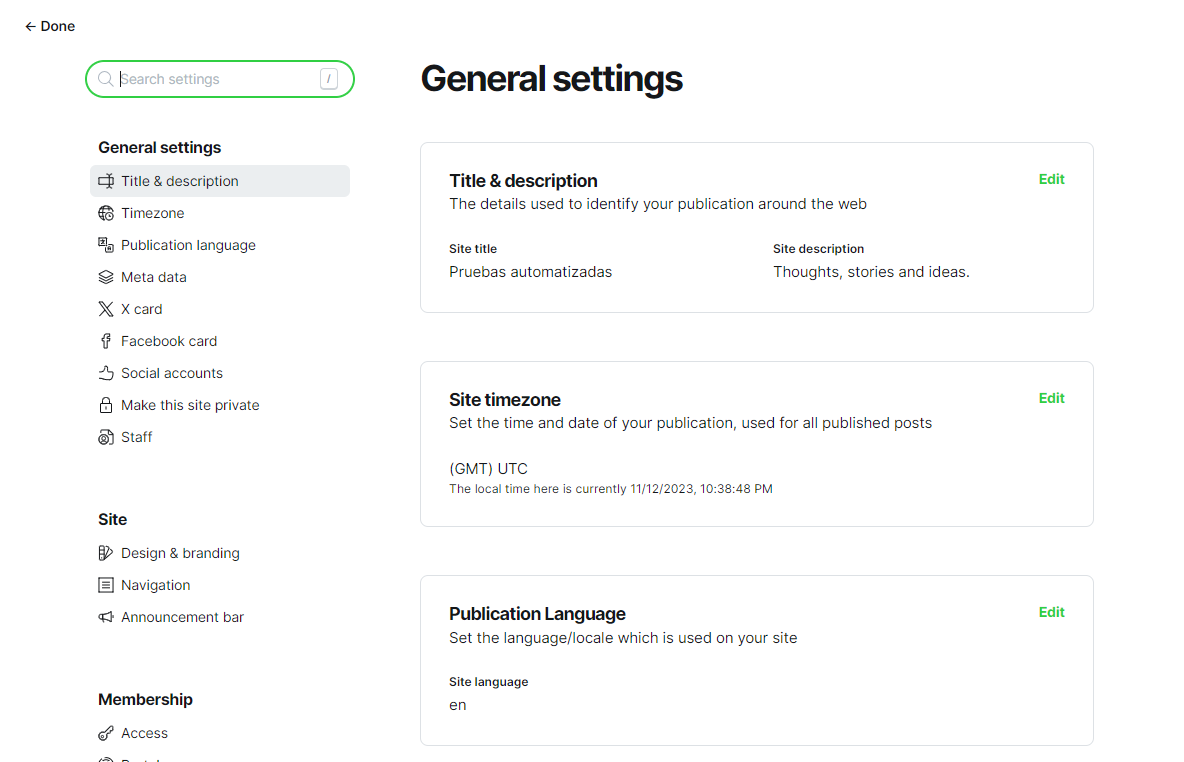 ← Done
Search settings /
General settings
Title & description
Timezone
Publication language
Meta data
X card
Facebook card
Social accounts
Make this site private
Staff
Site
Design & branding
Navigation
Announcement bar
Membership
Access
General settings
Title & description Edit
The details used to identify your publication around the web
Site title Site description
Pruebas automatizadas Thoughts, stories and ideas.
Site timezone Edit
Set the time and date of your publication, used for all published posts
(GMT) UTC
The local time here is currently 11/12/2023, 10:38:48 PM
Publication Language Edit
Set the language/locale which is used on your site
Site language
en